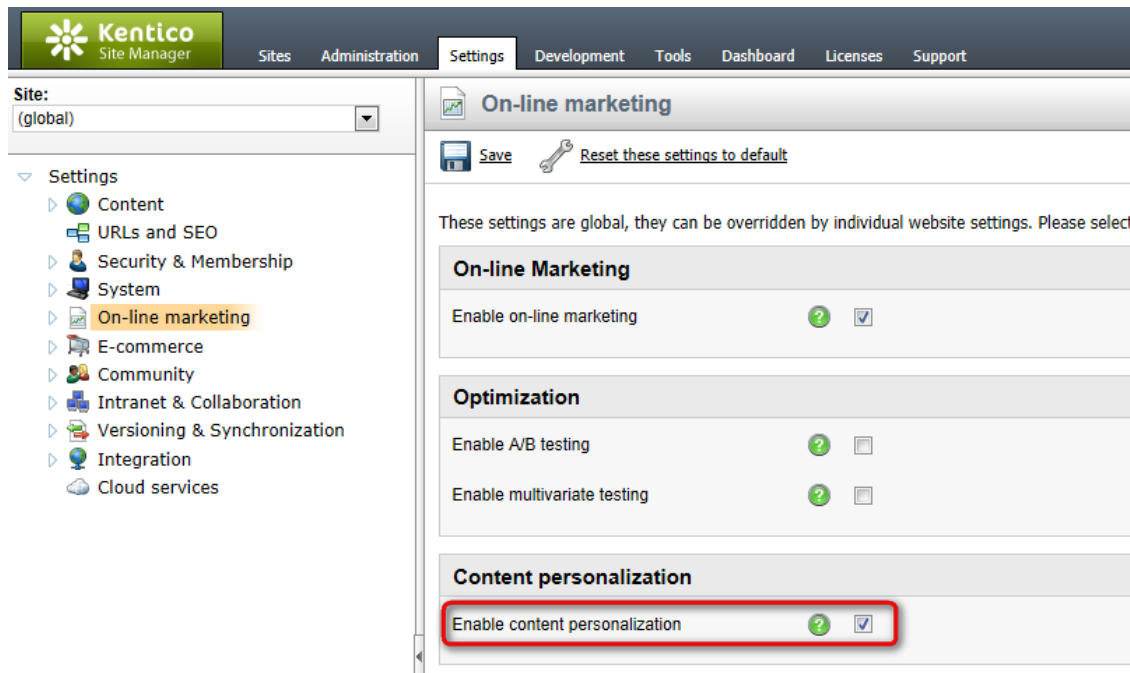 Kentico
Site Manager
Sites Administration Settings Development Tools Dashboard Licenses Support
Site:
(global)
Settings
Content
URLs and SEO
Security & Membership
System
On-line marketing
E-commerce
Community
Intranet & Collaboration
Versioning & Synchronization
Integration
Cloud services
On-line marketing
Save Reset these settings to default
These settings are global, they can be overridden by individual website settings. Please select
On-line Marketing
Enable on-line marketing
Optimization
Enable A/B testing
Enable multivariate testing
Content personalization
Enable content personalization